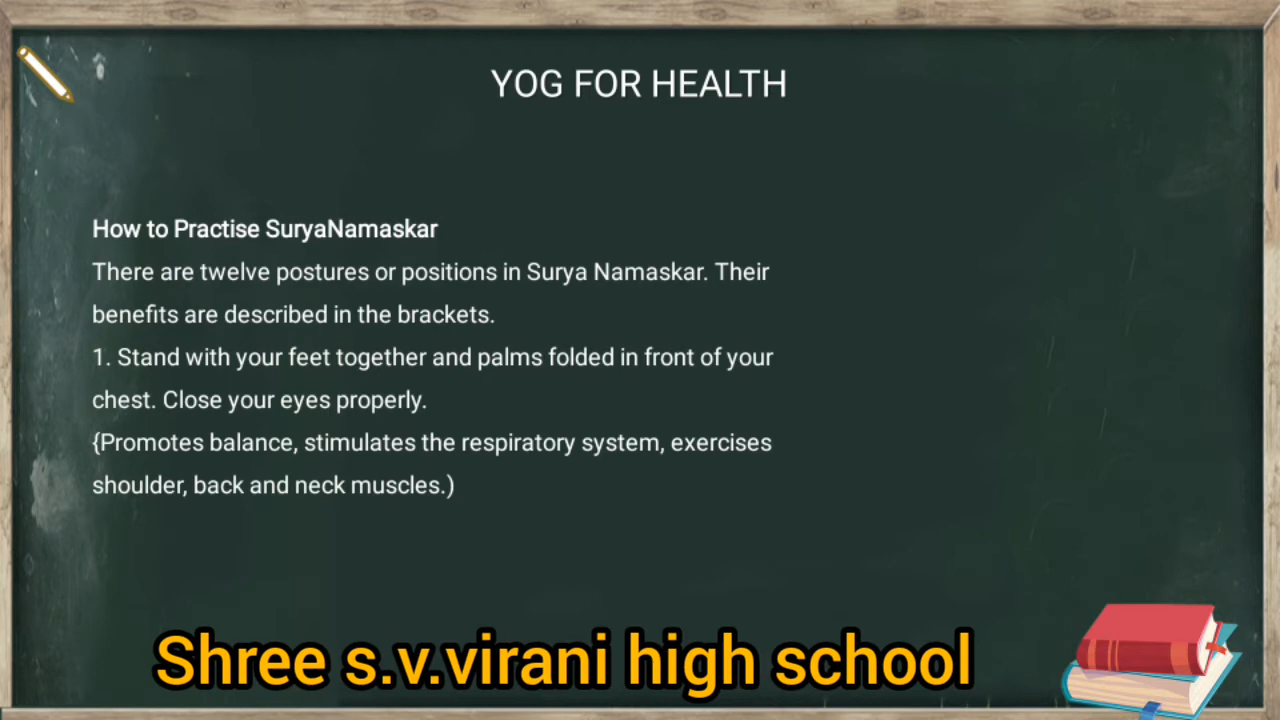 YOG FOR HEALTH
How to Practise SuryaNamaskar
There are twelve postures or positions in Surya Namaskar. Their
benefits are described in the brackets.
1. Stand with your feet together and palms folded in front of your
chest. Close your eyes properly.
{Promotes balance, stimulates the respiratory system, exercises
shoulder, back and neck muscles.)
Shree s.v.virani high school